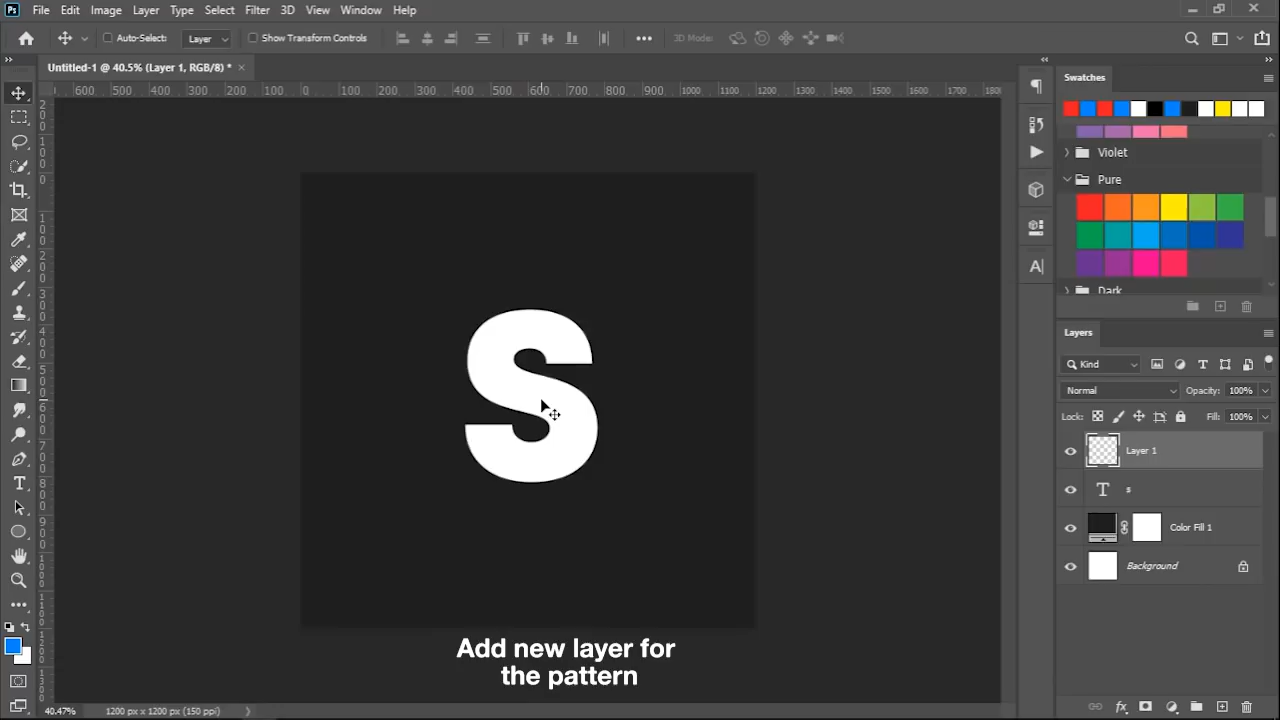 Ps File Edit Image Layer Type Select Filter 3D View Window Help
Auto-Select: Layer Show Transform Controls 3D Mode:
Untitled-1 @ 40.5% (Layer 1, RGB/8) * ×
600 500 400 300 200 100 0 100 200 300 400 500 600 700 800 900 1000 1100 1200 1300 1400 1500 1600 1700 1800
Swatches
Violet
Pure
Dark
S
Layers
Kind
Normal Opacity: 100%
Lock: Fill: 100%
Layer 1
T s
Color Fill 1
Background
Add new layer for
the pattern
40.47% 1200 px x 1200 px (150 ppi)
fx